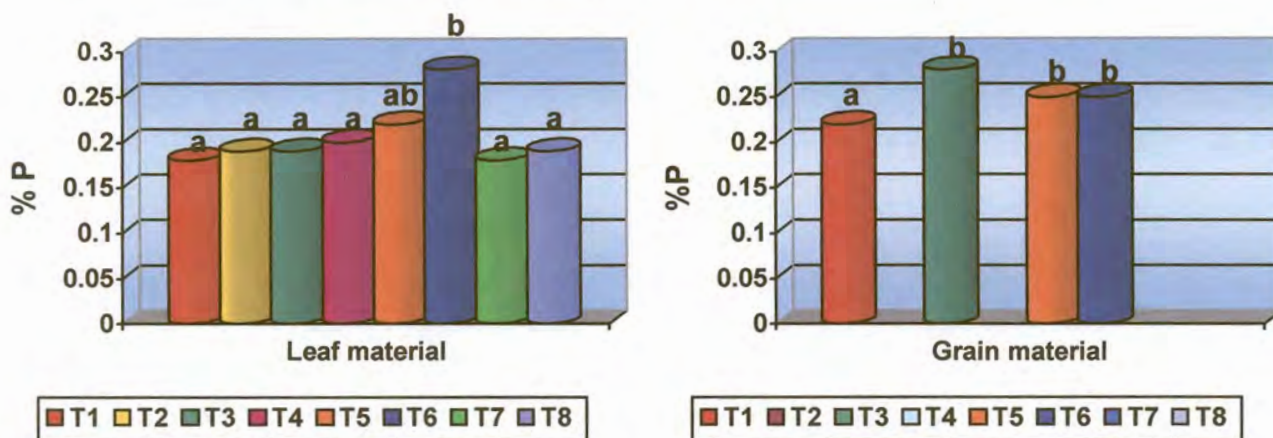 b
0.3
0.25
ab
0.2
a
a
a
a
a
a
% P
0.15
0.1
0.05
0
Leaf material
T1 T2 T3 T4 T5 T6 T7 T8
0.3
b
0.25
b
b
a
0.2
%P
0.15
0.1
0.05
0
Grain material
T1 T2 T3 T4 T5 T6 T7 T8